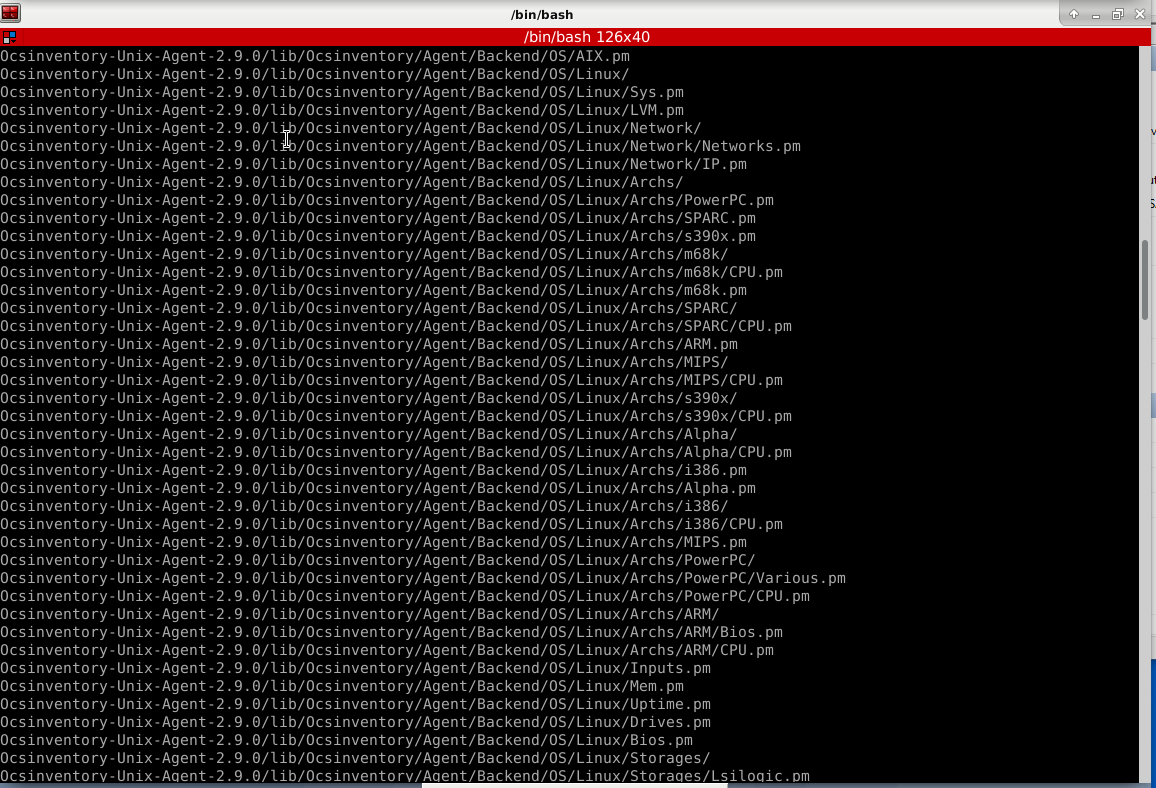 /bin/bash
/bin/bash 126x40
Ocsinventory-Unix-Agent-2.9.0/lib/Ocsinventory/Agent/Backend/OS/AIX.pm
Ocsinventory-Unix-Agent-2.9.0/lib/Ocsinventory/Agent/Backend/OS/Linux/
Ocsinventory-Unix-Agent-2.9.0/lib/Ocsinventory/Agent/Backend/OS/Linux/Sys.pm
Ocsinventory-Unix-Agent-2.9.0/lib/Ocsinventory/Agent/Backend/OS/Linux/LVM.pm
Ocsinventory-Unix-Agent-2.9.0/lib/Ocsinventory/Agent/Backend/OS/Linux/Network/
Ocsinventory-Unix-Agent-2.9.0/lib/Ocsinventory/Agent/Backend/OS/Linux/Network/Networks.pm
Ocsinventory-Unix-Agent-2.9.0/lib/Ocsinventory/Agent/Backend/OS/Linux/Network/IP.pm
Ocsinventory-Unix-Agent-2.9.0/lib/Ocsinventory/Agent/Backend/OS/Linux/Archs/
Ocsinventory-Unix-Agent-2.9.0/lib/Ocsinventory/Agent/Backend/OS/Linux/Archs/PowerPC.pm
Ocsinventory-Unix-Agent-2.9.0/lib/Ocsinventory/Agent/Backend/OS/Linux/Archs/SPARC.pm
Ocsinventory-Unix-Agent-2.9.0/lib/Ocsinventory/Agent/Backend/OS/Linux/Archs/s390x.pm
Ocsinventory-Unix-Agent-2.9.0/lib/Ocsinventory/Agent/Backend/OS/Linux/Archs/m68k/
Ocsinventory-Unix-Agent-2.9.0/lib/Ocsinventory/Agent/Backend/OS/Linux/Archs/m68k/CPU.pm
Ocsinventory-Unix-Agent-2.9.0/lib/Ocsinventory/Agent/Backend/OS/Linux/Archs/m68k.pm
Ocsinventory-Unix-Agent-2.9.0/lib/Ocsinventory/Agent/Backend/OS/Linux/Archs/SPARC/
Ocsinventory-Unix-Agent-2.9.0/lib/Ocsinventory/Agent/Backend/OS/Linux/Archs/SPARC/CPU.pm
Ocsinventory-Unix-Agent-2.9.0/lib/Ocsinventory/Agent/Backend/OS/Linux/Archs/ARM.pm
Ocsinventory-Unix-Agent-2.9.0/lib/Ocsinventory/Agent/Backend/OS/Linux/Archs/MIPS/
Ocsinventory-Unix-Agent-2.9.0/lib/Ocsinventory/Agent/Backend/OS/Linux/Archs/MIPS/CPU.pm
Ocsinventory-Unix-Agent-2.9.0/lib/Ocsinventory/Agent/Backend/OS/Linux/Archs/s390x/
Ocsinventory-Unix-Agent-2.9.0/lib/Ocsinventory/Agent/Backend/OS/Linux/Archs/s390x/CPU.pm
Ocsinventory-Unix-Agent-2.9.0/lib/Ocsinventory/Agent/Backend/OS/Linux/Archs/Alpha/
Ocsinventory-Unix-Agent-2.9.0/lib/Ocsinventory/Agent/Backend/OS/Linux/Archs/Alpha/CPU.pm
Ocsinventory-Unix-Agent-2.9.0/lib/Ocsinventory/Agent/Backend/OS/Linux/Archs/i386.pm
Ocsinventory-Unix-Agent-2.9.0/lib/Ocsinventory/Agent/Backend/OS/Linux/Archs/Alpha.pm
Ocsinventory-Unix-Agent-2.9.0/lib/Ocsinventory/Agent/Backend/OS/Linux/Archs/i386/
Ocsinventory-Unix-Agent-2.9.0/lib/Ocsinventory/Agent/Backend/OS/Linux/Archs/i386/CPU.pm
Ocsinventory-Unix-Agent-2.9.0/lib/Ocsinventory/Agent/Backend/OS/Linux/Archs/MIPS.pm
Ocsinventory-Unix-Agent-2.9.0/lib/Ocsinventory/Agent/Backend/OS/Linux/Archs/PowerPC/
Ocsinventory-Unix-Agent-2.9.0/lib/Ocsinventory/Agent/Backend/OS/Linux/Archs/PowerPC/Various.pm
Ocsinventory-Unix-Agent-2.9.0/lib/Ocsinventory/Agent/Backend/OS/Linux/Archs/PowerPC/CPU.pm
Ocsinventory-Unix-Agent-2.9.0/lib/Ocsinventory/Agent/Backend/OS/Linux/Archs/ARM/
Ocsinventory-Unix-Agent-2.9.0/lib/Ocsinventory/Agent/Backend/OS/Linux/Archs/ARM/Bios.pm
Ocsinventory-Unix-Agent-2.9.0/lib/Ocsinventory/Agent/Backend/OS/Linux/Archs/ARM/CPU.pm
Ocsinventory-Unix-Agent-2.9.0/lib/Ocsinventory/Agent/Backend/OS/Linux/Inputs.pm
Ocsinventory-Unix-Agent-2.9.0/lib/Ocsinventory/Agent/Backend/OS/Linux/Mem.pm
Ocsinventory-Unix-Agent-2.9.0/lib/Ocsinventory/Agent/Backend/OS/Linux/Uptime.pm
Ocsinventory-Unix-Agent-2.9.0/lib/Ocsinventory/Agent/Backend/OS/Linux/Drives.pm
Ocsinventory-Unix-Agent-2.9.0/lib/Ocsinventory/Agent/Backend/OS/Linux/Bios.pm
Ocsinventory-Unix-Agent-2.9.0/lib/Ocsinventory/Agent/Backend/OS/Linux/Storages/
Ocsinventory-Unix-Agent-2.9.0/lib/Ocsinventory/Agent/Backend/OS/Linux/Storages/Lsilogic.pm